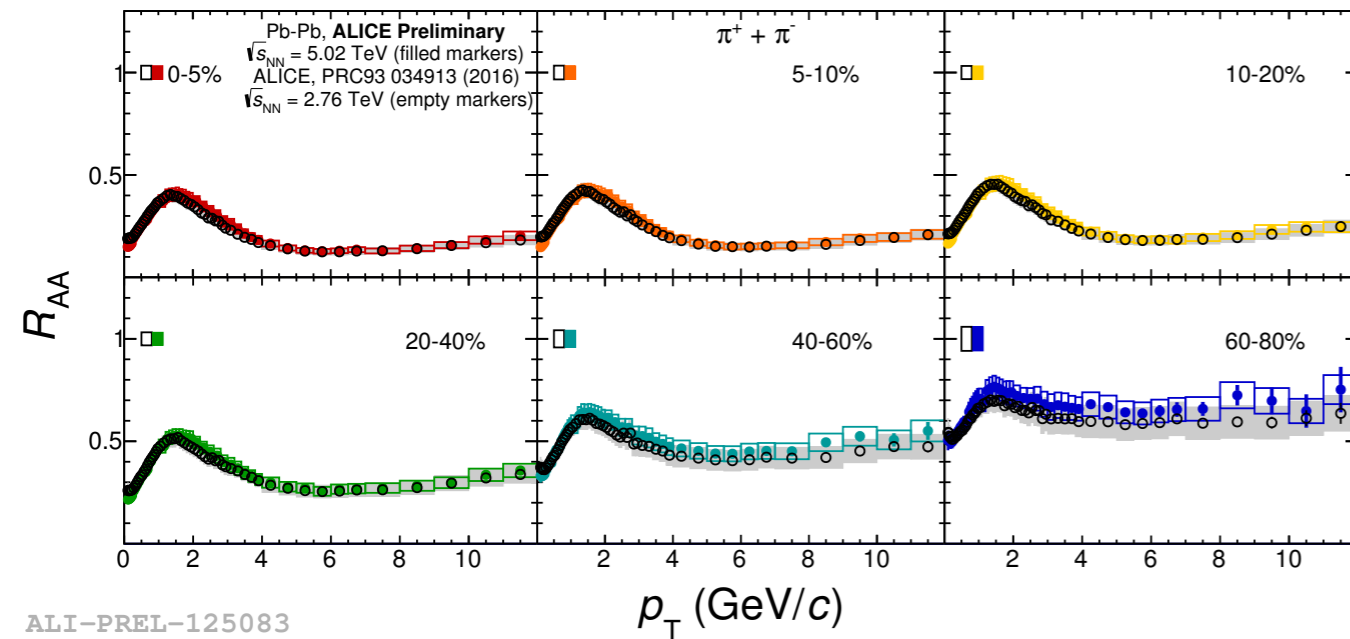 Pb-Pb, ALICE Preliminary
√sNN = 5.02 TeV (filled markers)
ALICE, PRC93 034913 (2016)
√sNN = 2.76 TeV (empty markers)
π+ + π-
1
0-5%
5-10%
10-20%
0.5
RAA
1
20-40%
40-60%
60-80%
0.5
0 2 4 6 8 10 2 4 6 8 10 2 4 6 8 10
pT (GeV/c)
ALI-PREL-125083